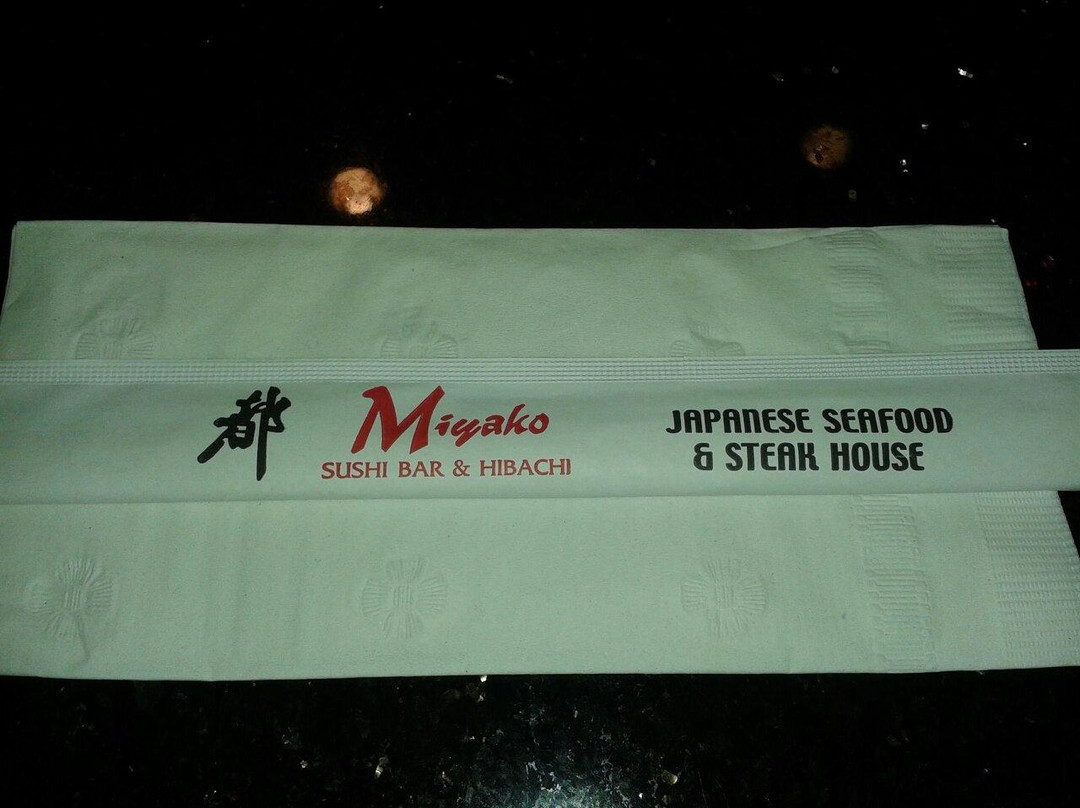 都
Miyako
SUSHI BAR & HIBACHI
JAPANESE SEAFOOD
& STEAK HOUSE